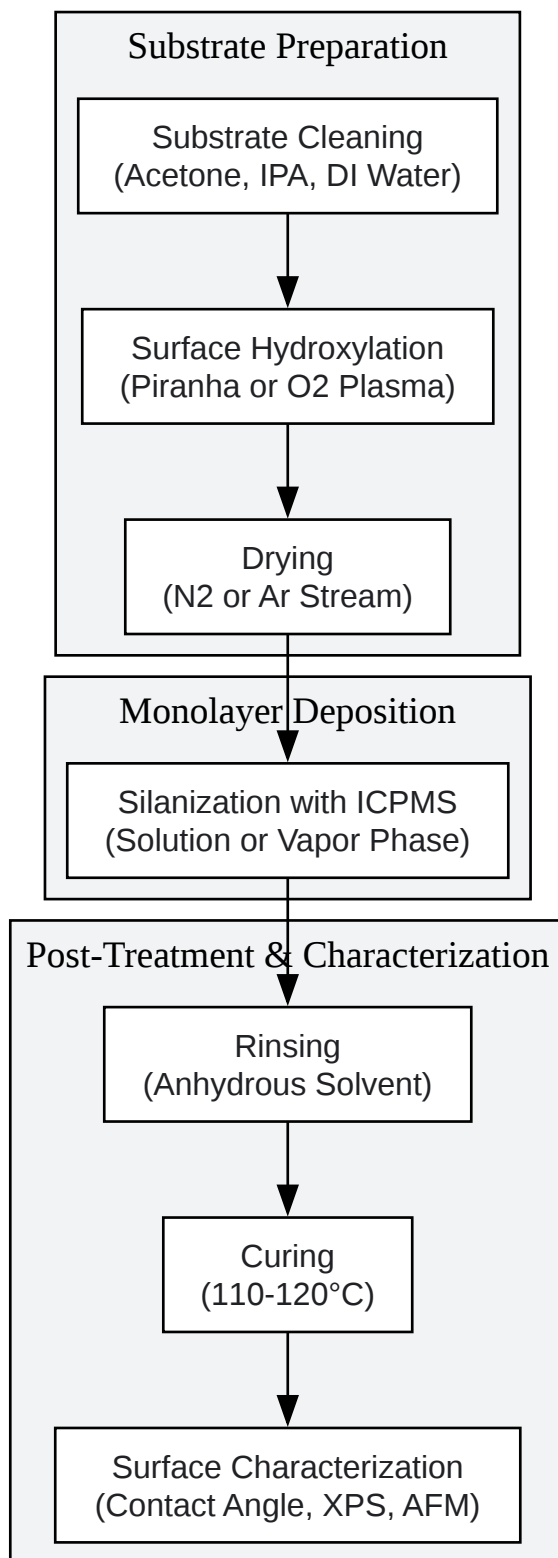 Substrate Preparation
Substrate Cleaning
(Acetone, IPA, DI Water)
Surface Hydroxylation
(Piranha or O2 Plasma)
Drying
(N2 or Ar Stream)
Monolayer Deposition
Silanization with ICPMS
(Solution or Vapor Phase)
Post-Treatment & Characterization
Rinsing
(Anhydrous Solvent)
Curing
(110-120°C)
Surface Characterization
(Contact Angle, XPS, AFM)